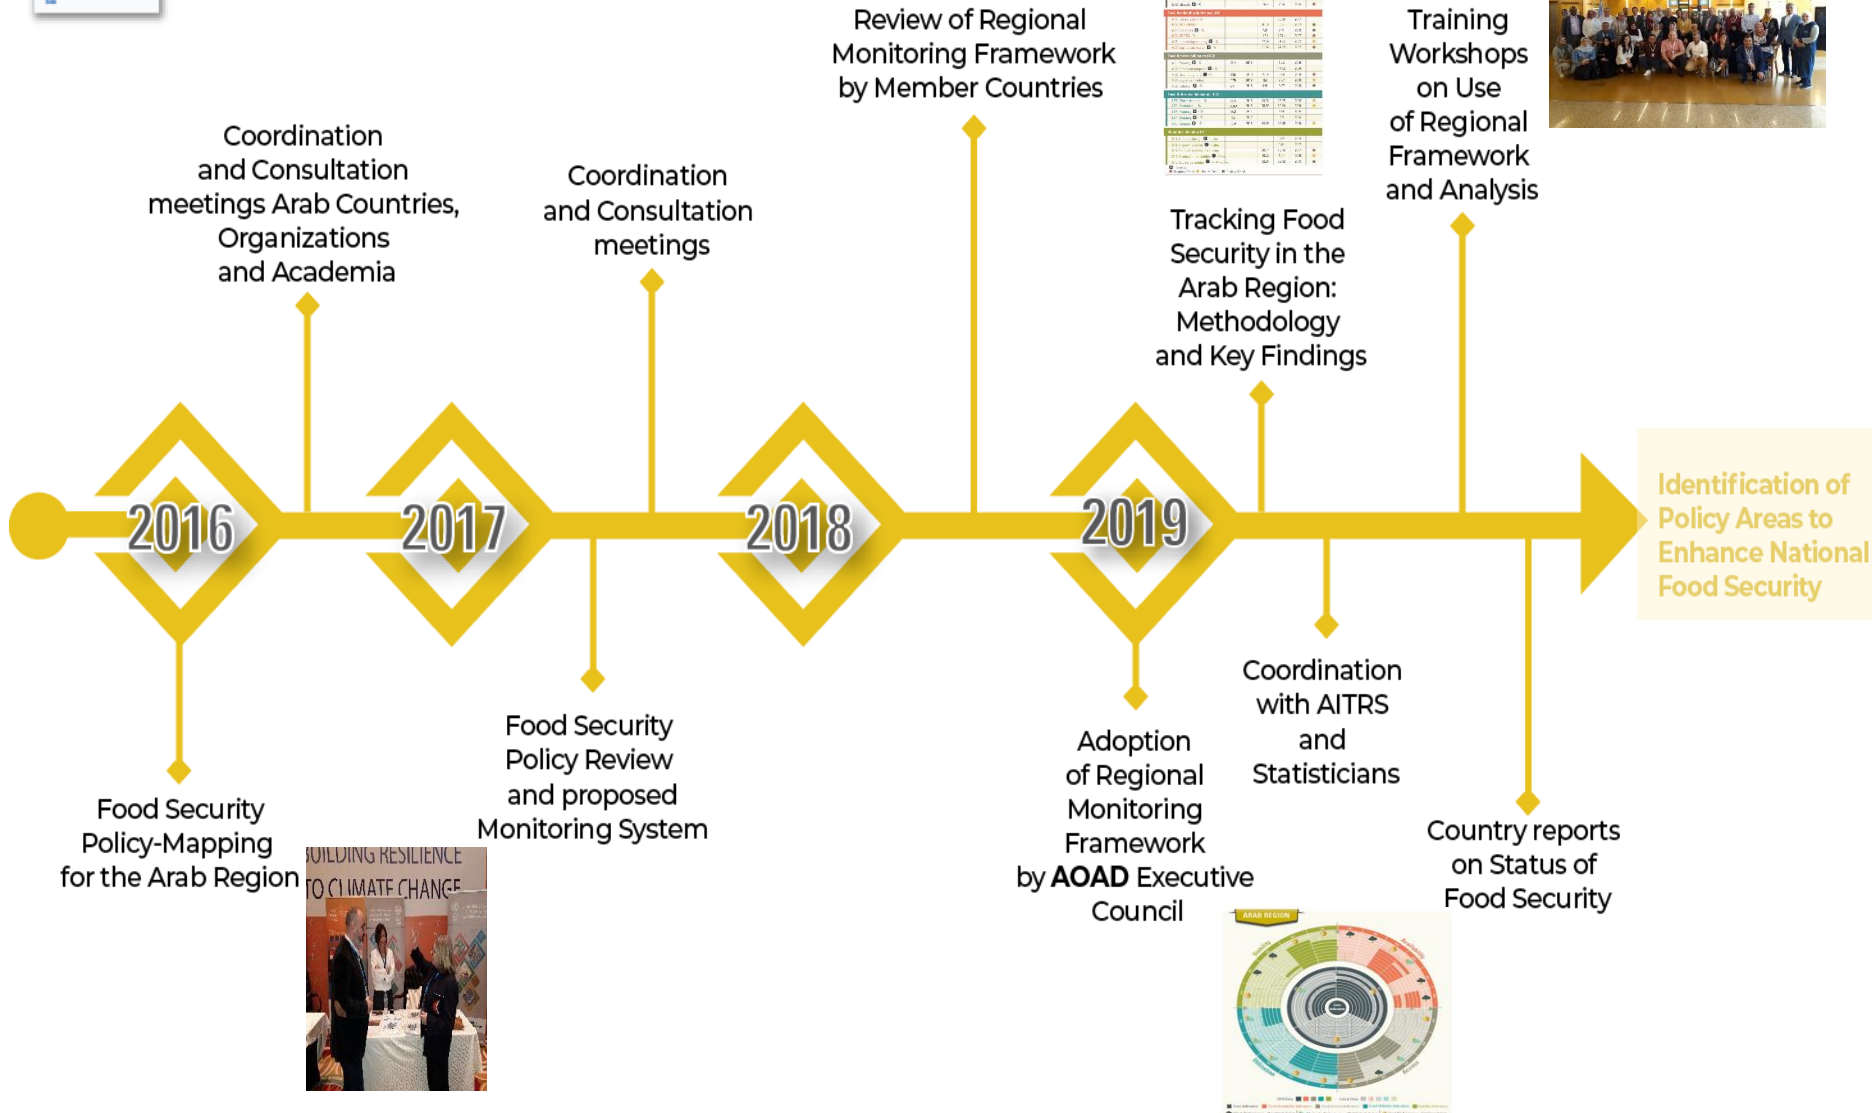 Review of Regional
Monitoring Framework
by Member Countries
Training
Workshops
on Use
of Regional
Framework
and Analysis
Coordination
and Consultation
meetings Arab Countries,
Organizations
and Academia
Coordination
and Consultation
meetings
Tracking Food
Security in the
Arab Region:
Methodology
and Key Findings
2016
2017
2018
2019
Identification of
Policy Areas to
Enhance National
Food Security
Food Security
Policy-Mapping
for the Arab Region
Food Security
Policy Review
and proposed
Monitoring System
Adoption
of Regional
Monitoring
Framework
by AOAD Executive
Council
Coordination
with AITRS
and
Statisticians
Country reports
on Status of
Food Security
BUILDING RESILIENCE
TO CLIMATE CHANGE
ARAB REGION
Stability
Availability
Utilization
Access